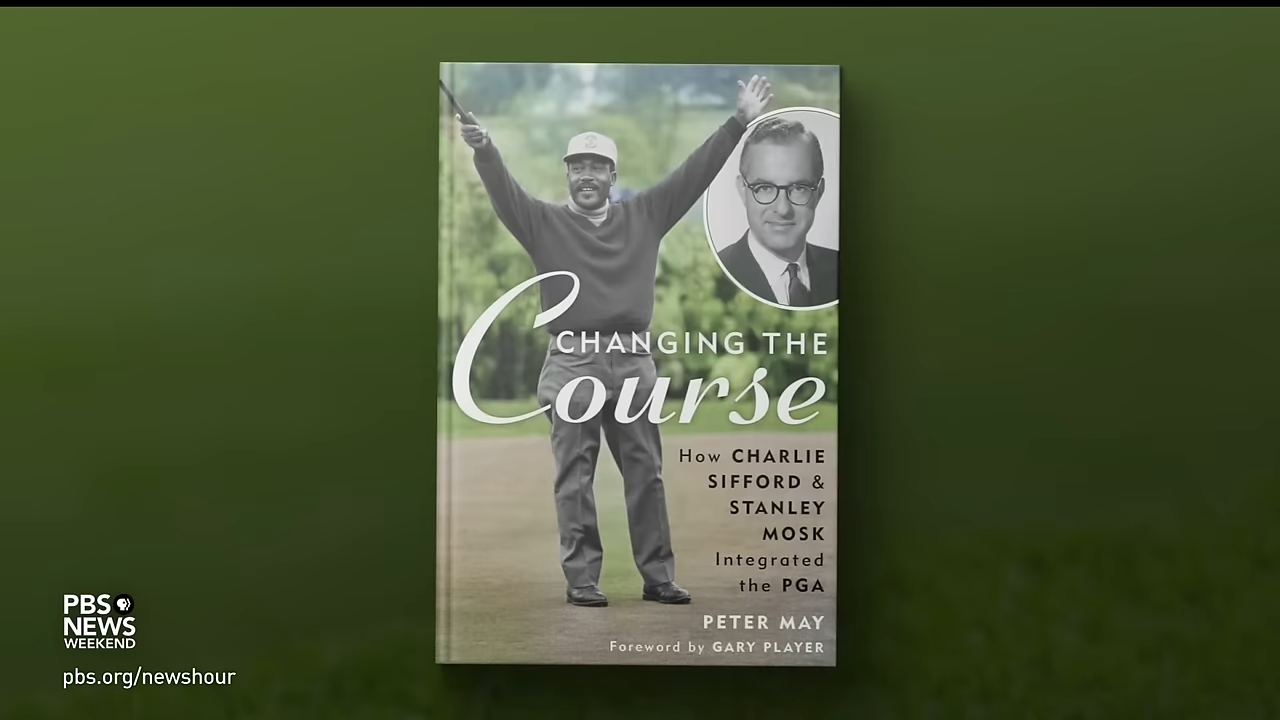 CHANGING THE
Course
How CHARLIE
SIFFORD &
STANLEY
MOSK
Integrated
the PGA
PETER MAY
Foreword by GARY PLAYER
PBS
NEWS
WEEKEND
pbs.org/newshour